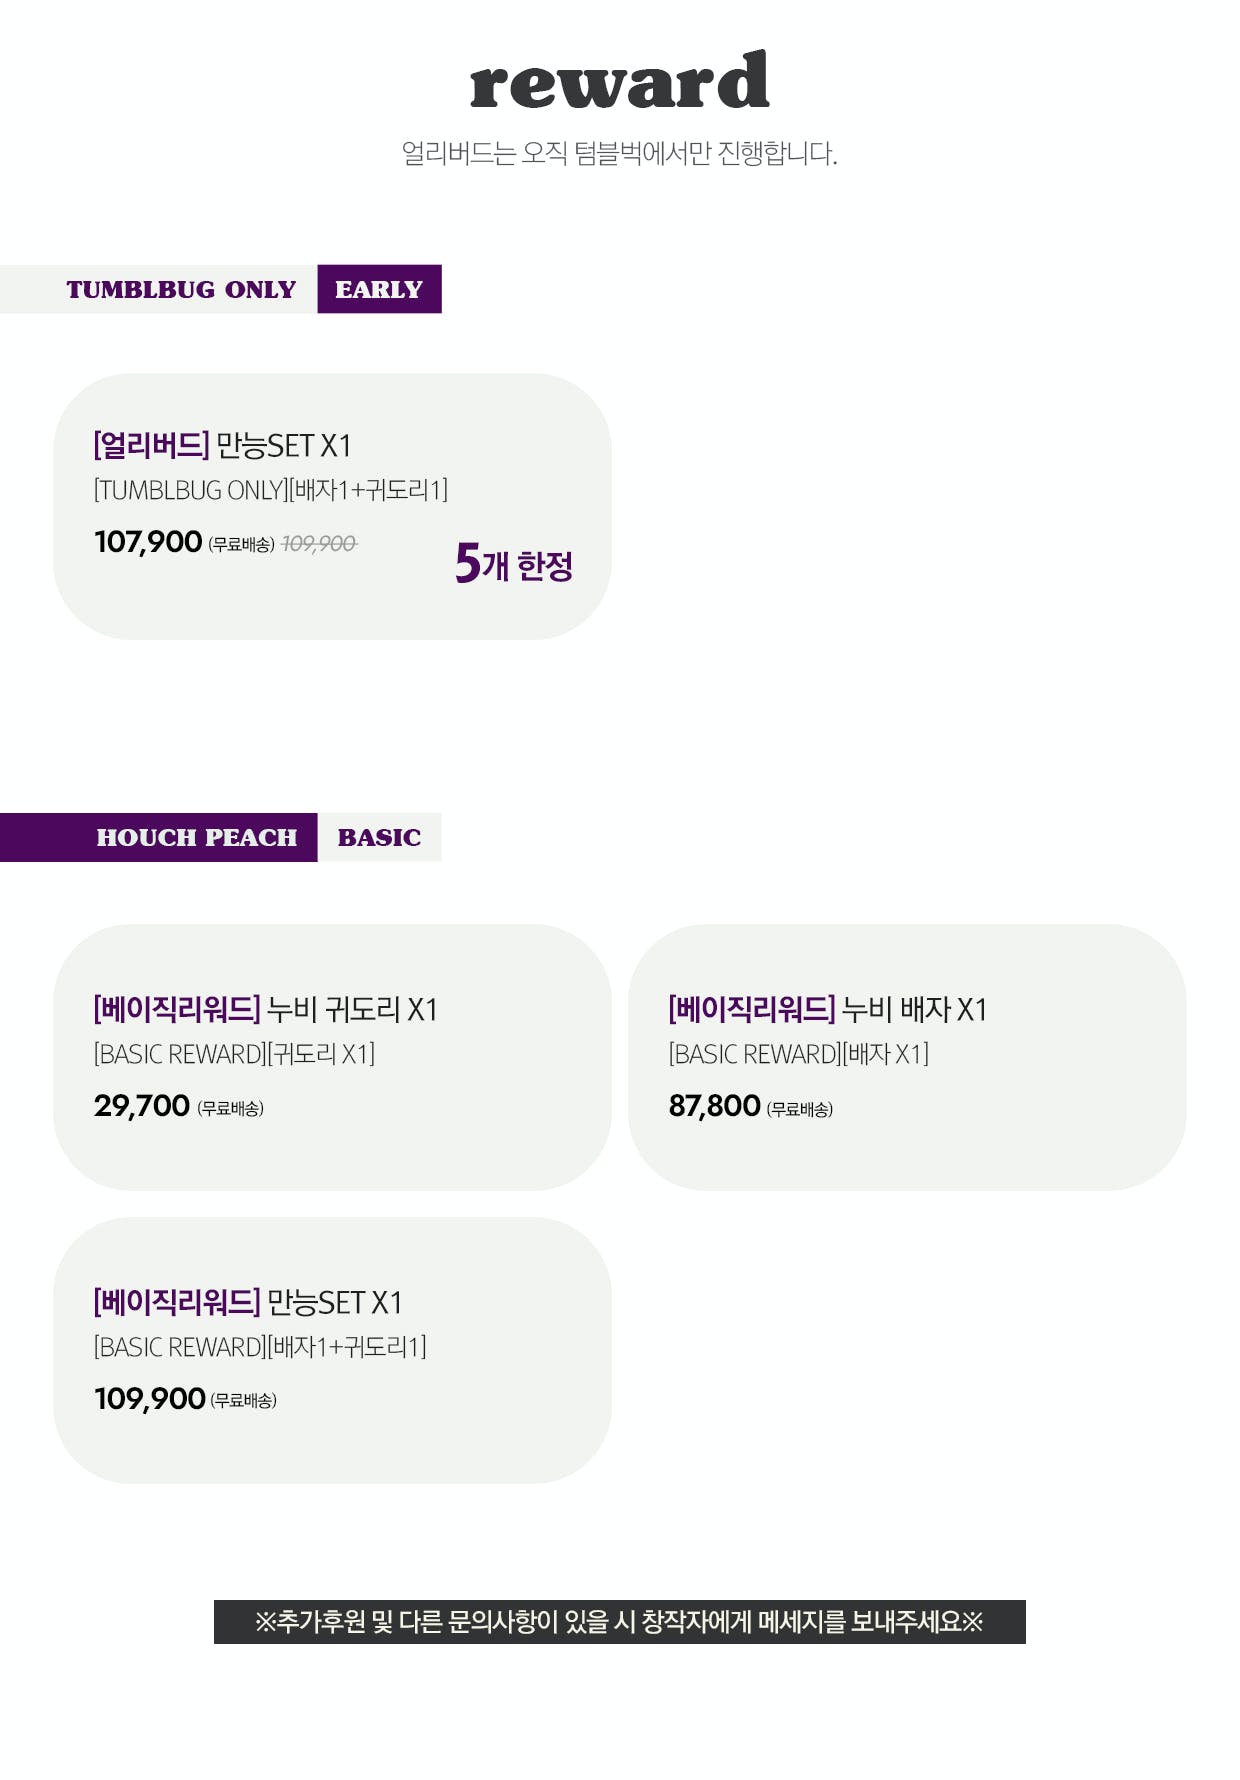 reward
얼리버드는 오직 텀블벅에서만 진행합니다.
TUMBLBUG ONLY EARLY
[얼리버드] 만능SET X1
[TUMBLBUG ONLY][배자1+귀도리1]
107,900 (무료배송) 109,900
5개 한정
HOUCH PEACH BASIC
[베이직리워드] 누비 귀도리 X1
[BASIC REWARD][귀도리 X1]
29,700 (무료배송)
[베이직리워드] 누비 배자 X1
[BASIC REWARD][배자 X1]
87,800 (무료배송)
[베이직리워드] 만능SET X1
[BASIC REWARD][배자1+귀도리1]
109,900 (무료배송)
※추가후원 및 다른 문의사항이 있을 시 창작자에게 메세지를 보내주세요※